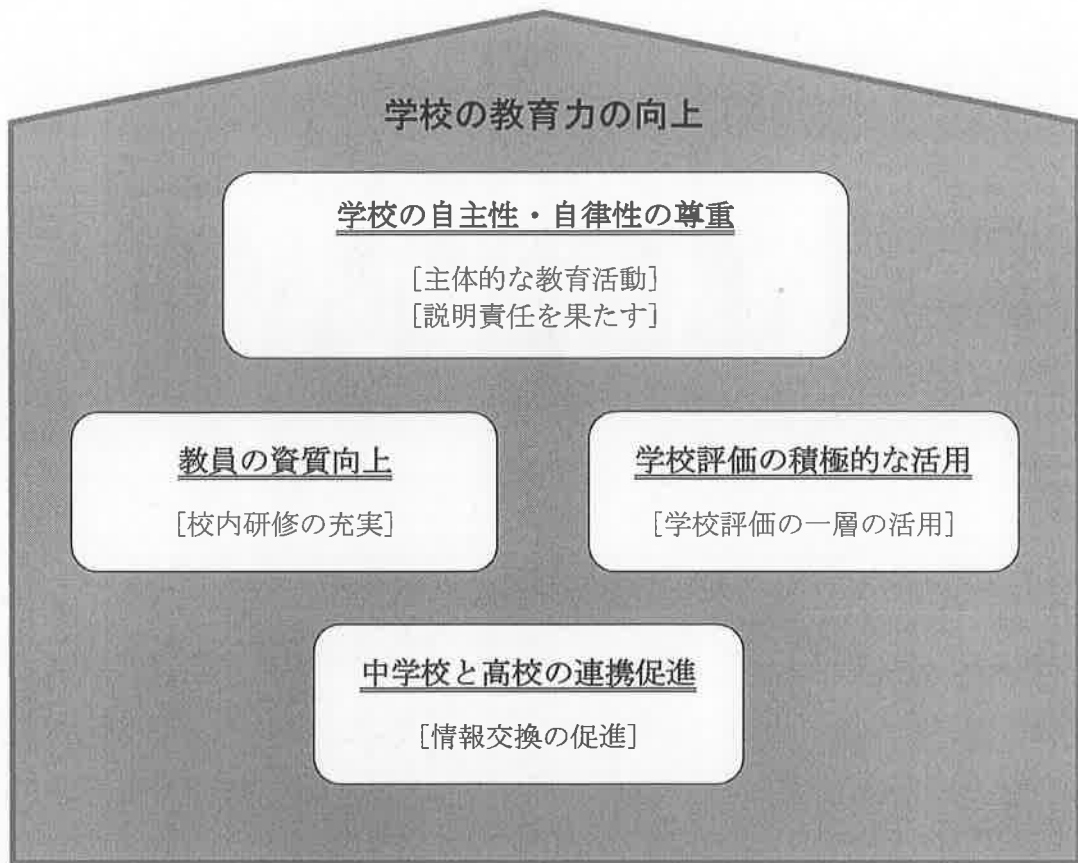 学校の教育力の向上
学校の自主性・自律性の尊重
［主体的な教育活動］
［説明責任を果たす］
教員の資質向上
［校内研修の充実］
学校評価の積極的な活用
［学校評価の一層の活用］
中学校と高校の連携促進
［情報交換の促進］